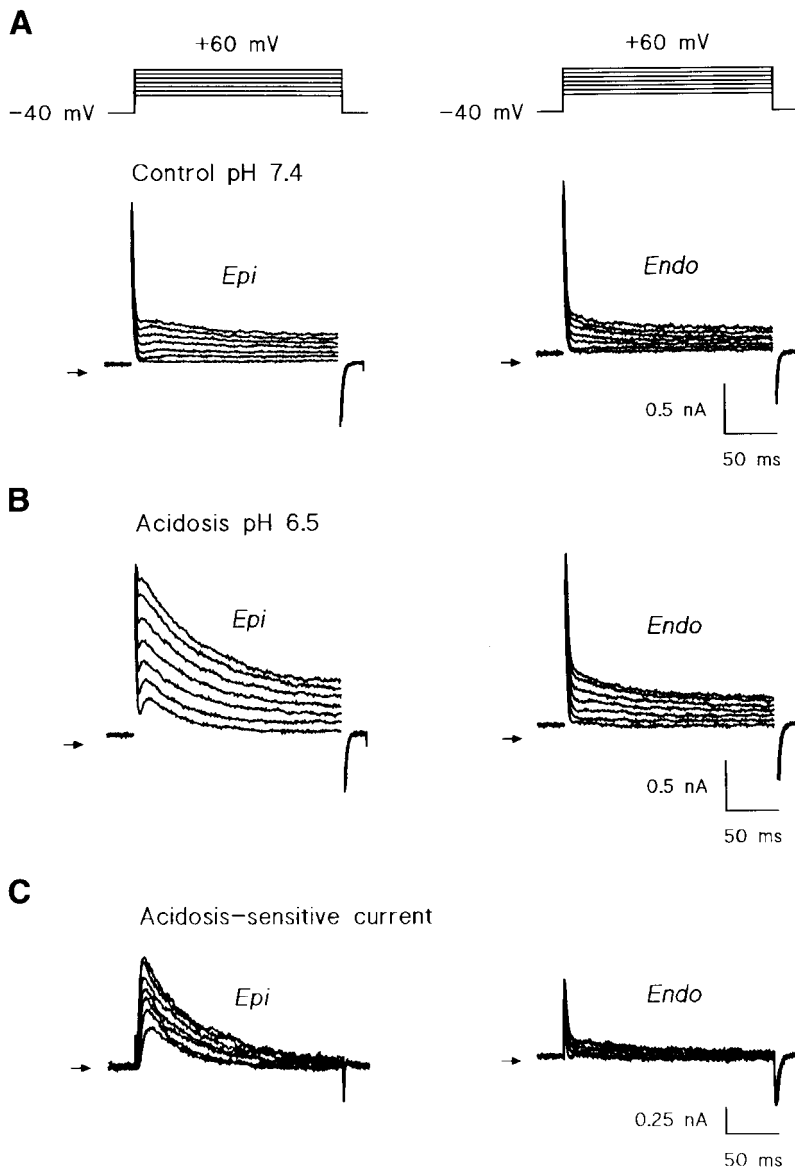 A
+60 mV
+60 mV
−40 mV
−40 mV
Control pH 7.4
Epi
Endo
0.5 nA
50 ms
B
Acidosis pH 6.5
Epi
Endo
0.5 nA
50 ms
C
Acidosis−sensitive current
Epi
Endo
0.25 nA
50 ms